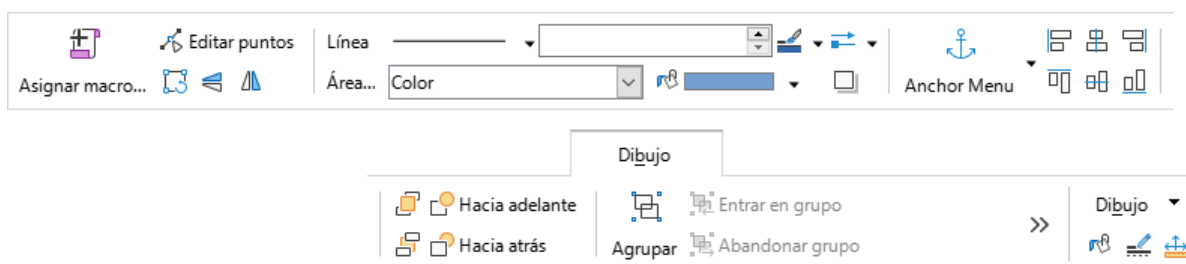 Editar puntos
Línea
Asignar macro...
Área...
Color
Anchor Menu
Dibujo
Hacia adelante
Entrar en grupo
Dibujo
Hacia atrás
Agrupar
Abandonar grupo